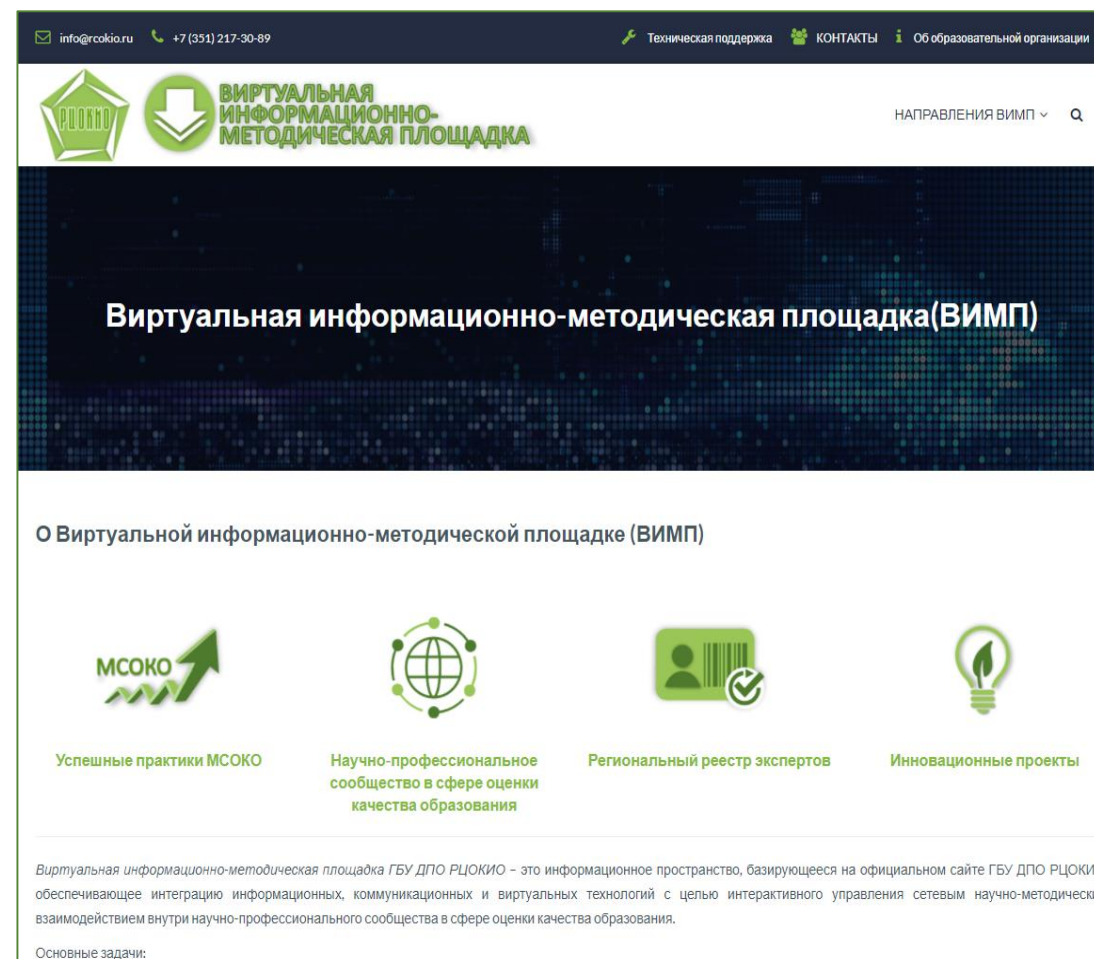 info@rcokio.ru +7 (351) 217-30-89 Техническая поддержка КОНТАКТЫ Об образовательной организации
РЦОКИО
ВИРТУАЛЬНАЯ
ИНФОРМАЦИОННО-
МЕТОДИЧЕСКАЯ ПЛОЩАДКА
НАПРАВЛЕНИЯ ВИМП
Виртуальная информационно-методическая площадка(ВИМП)
О Виртуальной информационно-методической площадке (ВИМП)
МСОКО
Успешные практики МСОКО
Научно-профессиональное
сообщество в сфере оценки
качества образования
Региональный реестр экспертов
Инновационные проекты
Виртуальная информационно-методическая площадка ГБУ ДПО РЦОКИО – это информационное пространство, базирующееся на официальном сайте ГБУ ДПО РЦОКИ
обеспечивающее интеграцию информационных, коммуникационных и виртуальных технологий с целью интерактивного управления сетевым научно-методически
взаимодействием внутри научно-профессионального сообщества в сфере оценки качества образования.
Основные задачи: